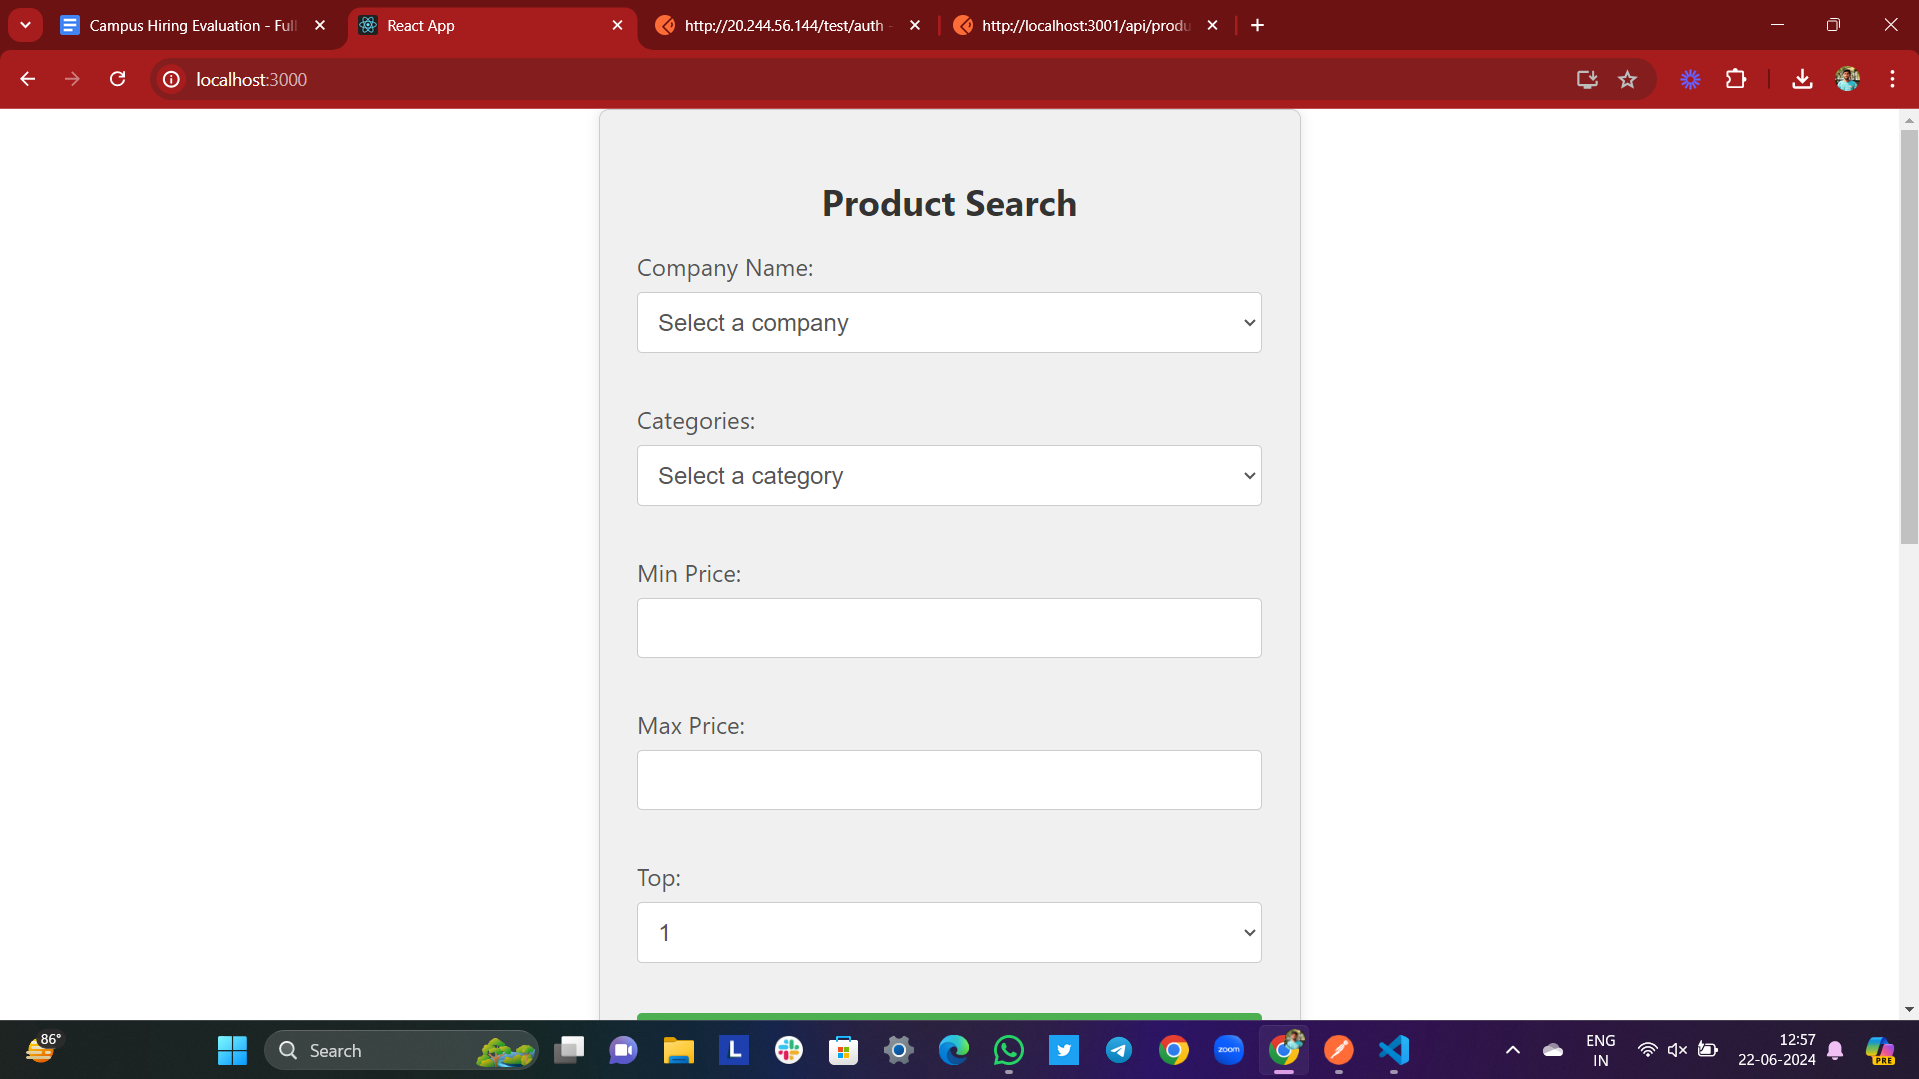 Campus Hiring Evaluation - Full
React App
http://20.244.56.144/test/auth -
http://localhost:3001/api/produ
localhost:3000
Product Search
Company Name:
Select a company
Categories:
Select a category
Min Price:
Max Price:
Top:
1
86°
Search
L
zoom
ENG
IN
12:57
22-06-2024
PRE